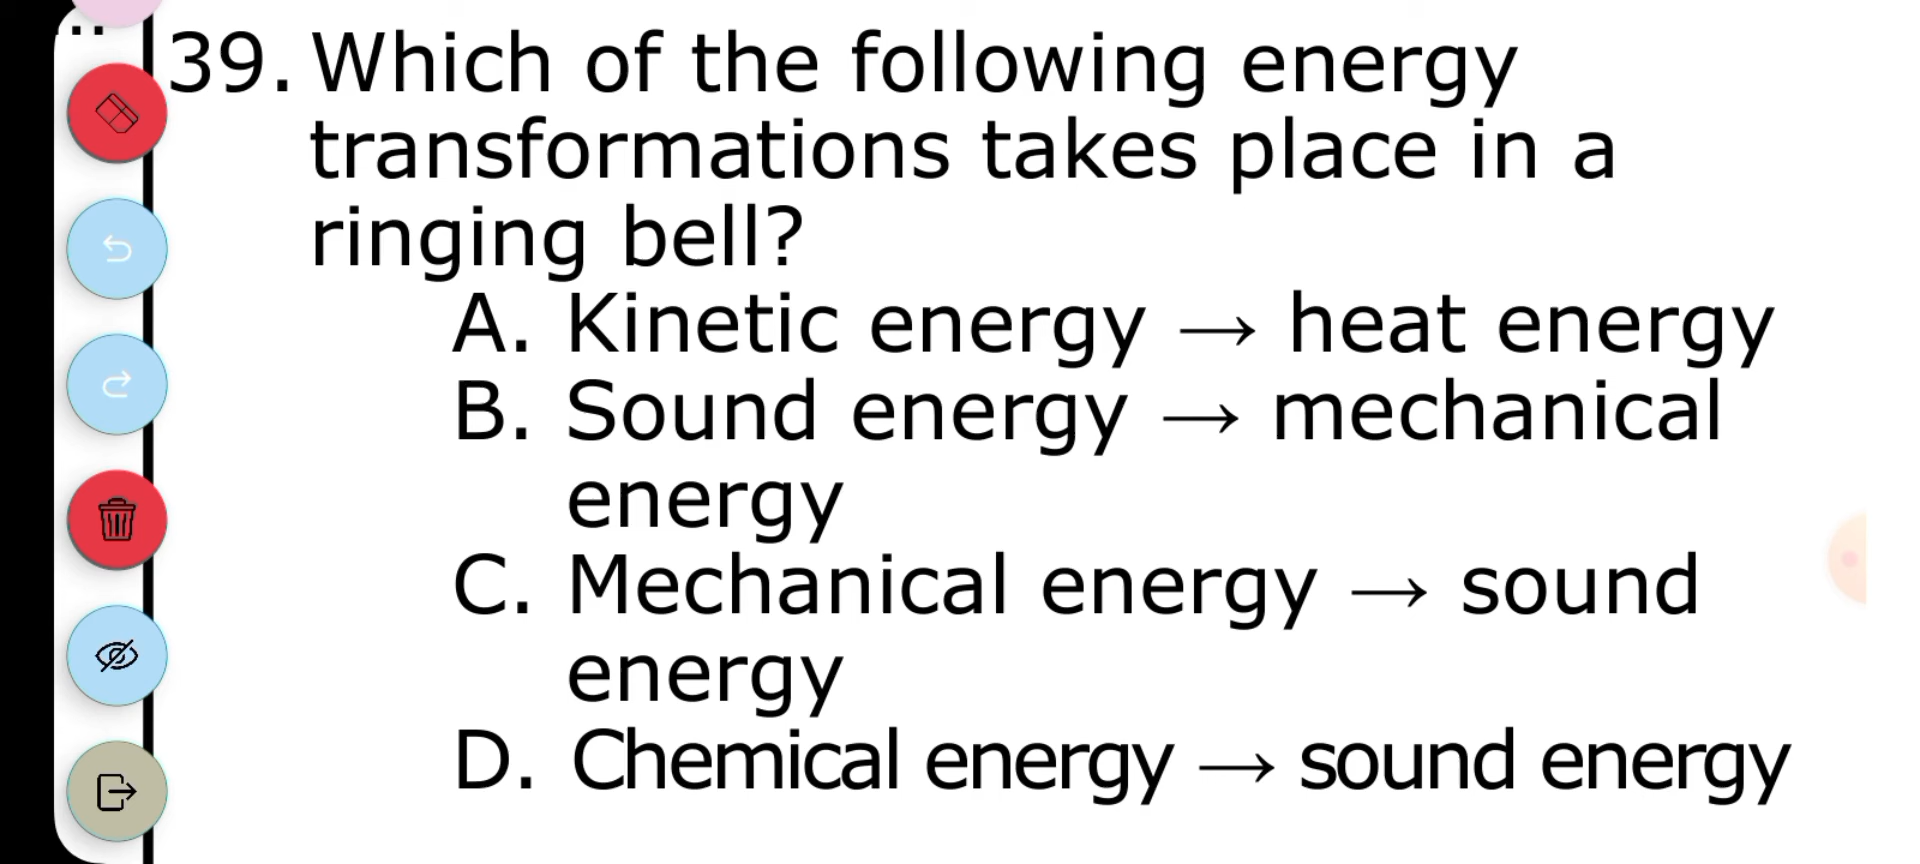 39. Which of the following energy
transformations takes place in a
ringing bell?
A. Kinetic energy → heat energy
B. Sound energy → mechanical
energy
C. Mechanical energy → sound
energy
D. Chemical energy → sound energy